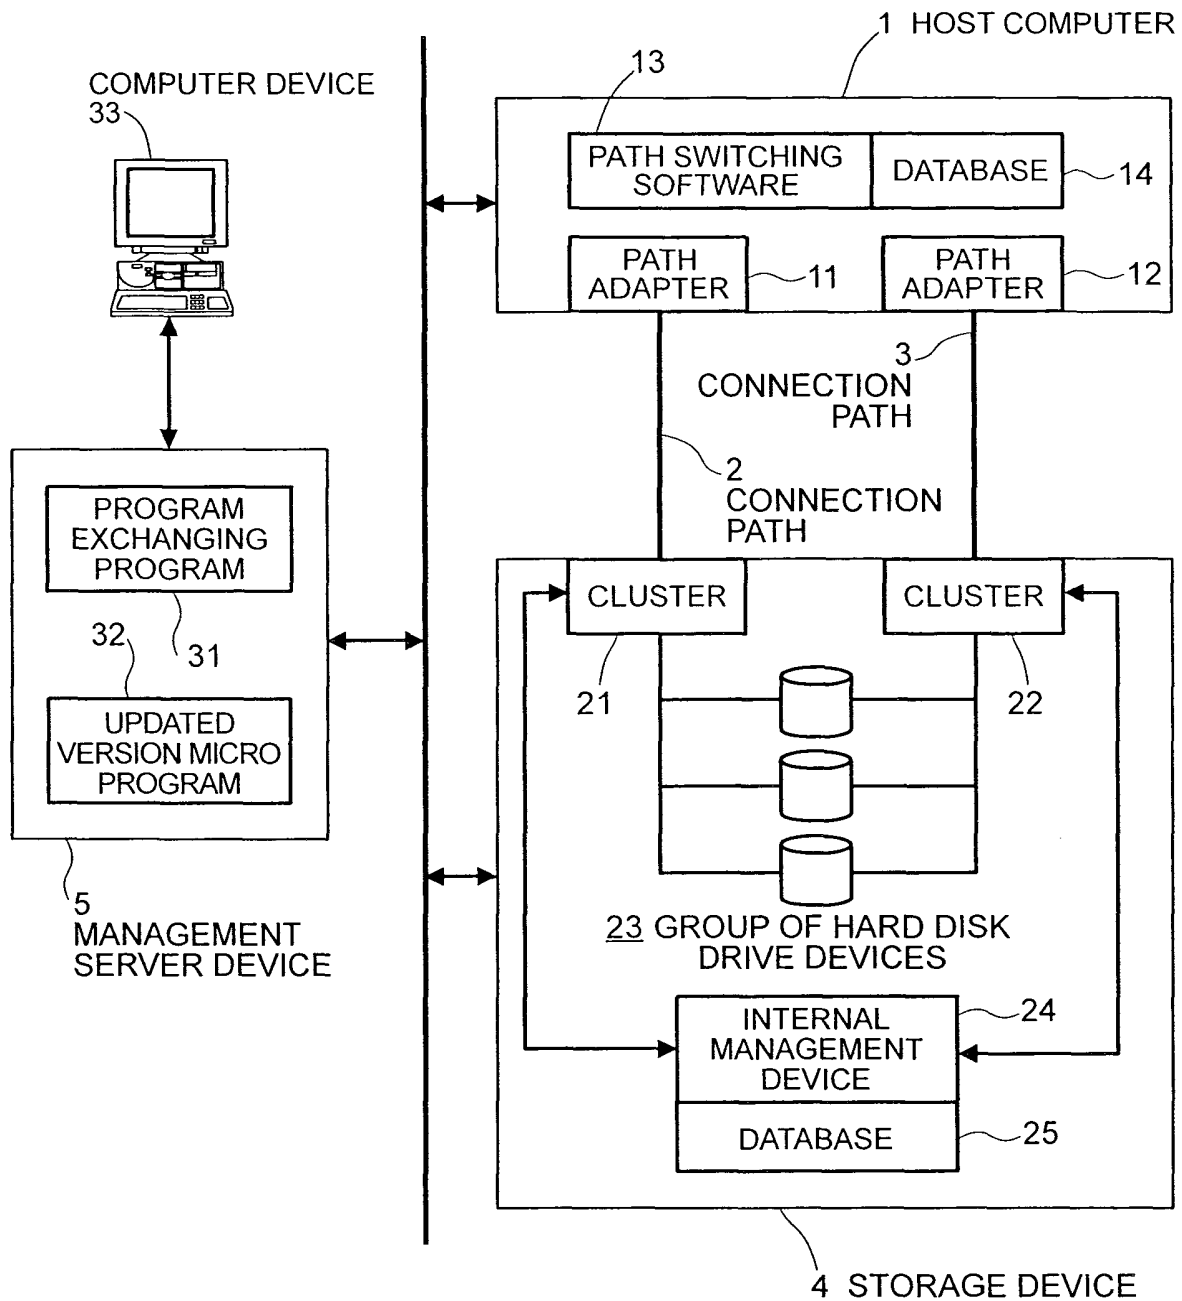 1 HOST COMPUTER
COMPUTER DEVICE
33
13
PATH SWITCHING
SOFTWARE
DATABASE
14
PATH
ADAPTER
11
PATH
ADAPTER
12
3
CONNECTION
PATH
2
CONNECTION
PATH
PROGRAM
EXCHANGING
PROGRAM
31
32
UPDATED
VERSION MICRO
PROGRAM
5
MANAGEMENT
SERVER DEVICE
CLUSTER
21
CLUSTER
22
23 GROUP OF HARD DISK
DRIVE DEVICES
INTERNAL
MANAGEMENT
DEVICE
24
DATABASE
25
4 STORAGE DEVICE